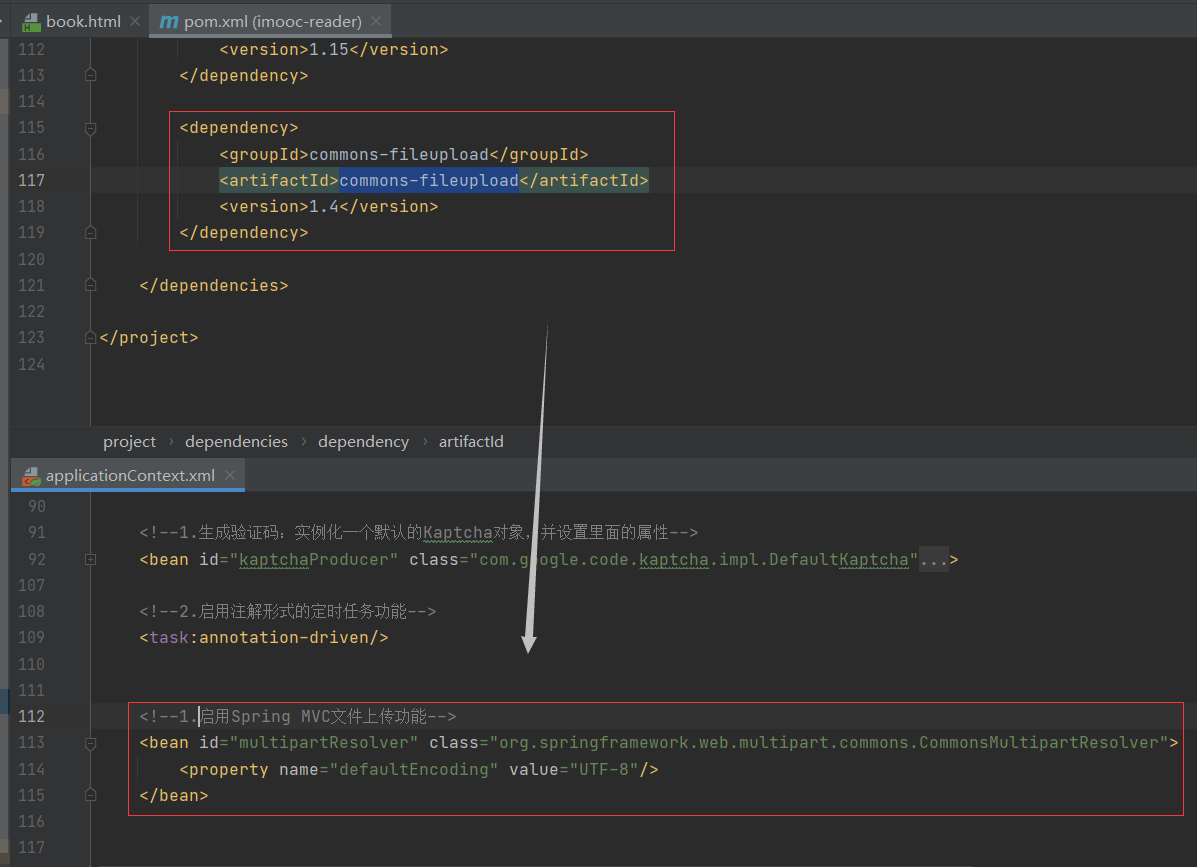 book.html
pom.xml (imooc-reader)
112 <version>1.15</version>
113 </dependency>
114
115 <dependency>
116 <groupId>commons-fileupload</groupId>
117 <artifactId>commons-fileupload</artifactId>
118 <version>1.4</version>
119 </dependency>
120
121 </dependencies>
122
123 </project>
124
project › dependencies › dependency › artifactId
applicationContext.xml
90
91 <!--1.生成验证码：实例化一个默认的Kaptcha对象，并设置里面的属性-->
92 <bean id="kaptchaProducer" class="com.google.code.kaptcha.impl.DefaultKaptcha"...>
107
108 <!--2.启用注解形式的定时任务功能-->
109 <task:annotation-driven/>
110
111
112 <!--1.启用Spring MVC文件上传功能-->
113 <bean id="multipartResolver" class="org.springframework.web.multipart.commons.CommonsMultipartResolver">
114 <property name="defaultEncoding" value="UTF-8"/>
115 </bean>
116
117